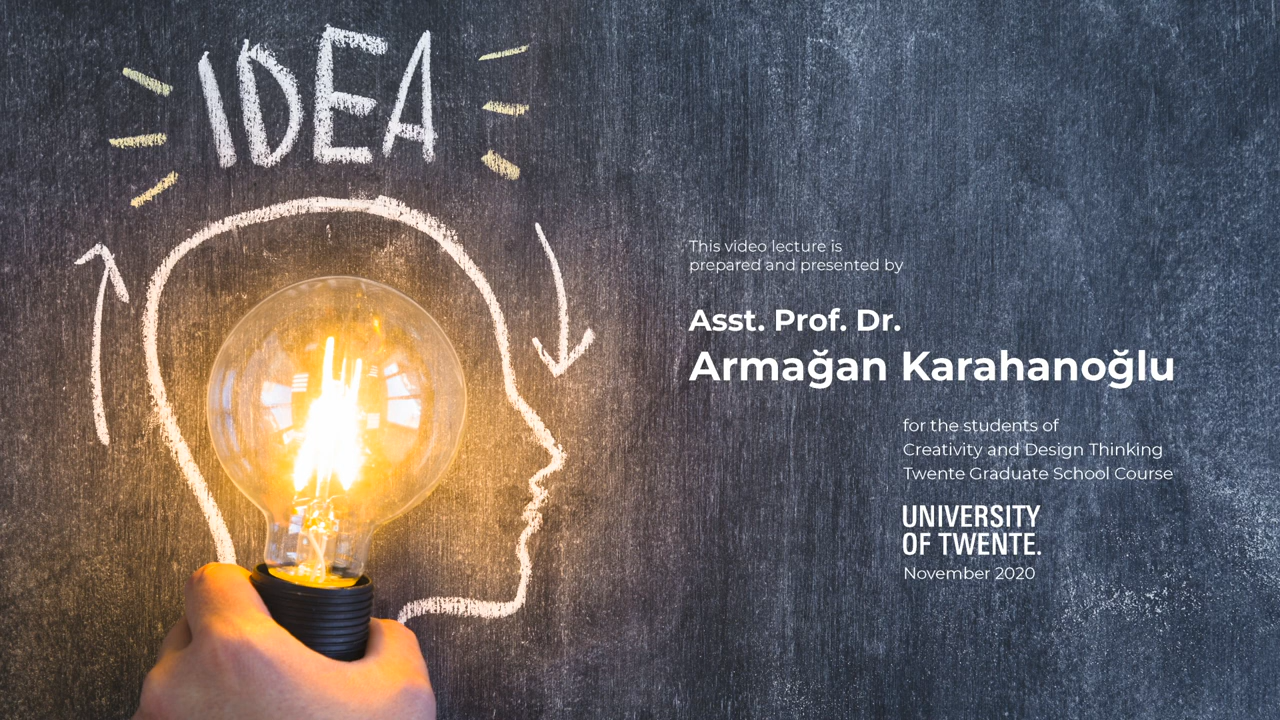 IDEA
This video lecture is
prepared and presented by
Asst. Prof. Dr.
Armağan Karahanoğlu
for the students of
Creativity and Design Thinking
Twente Graduate School Course
UNIVERSITY
OF TWENTE.
November 2020